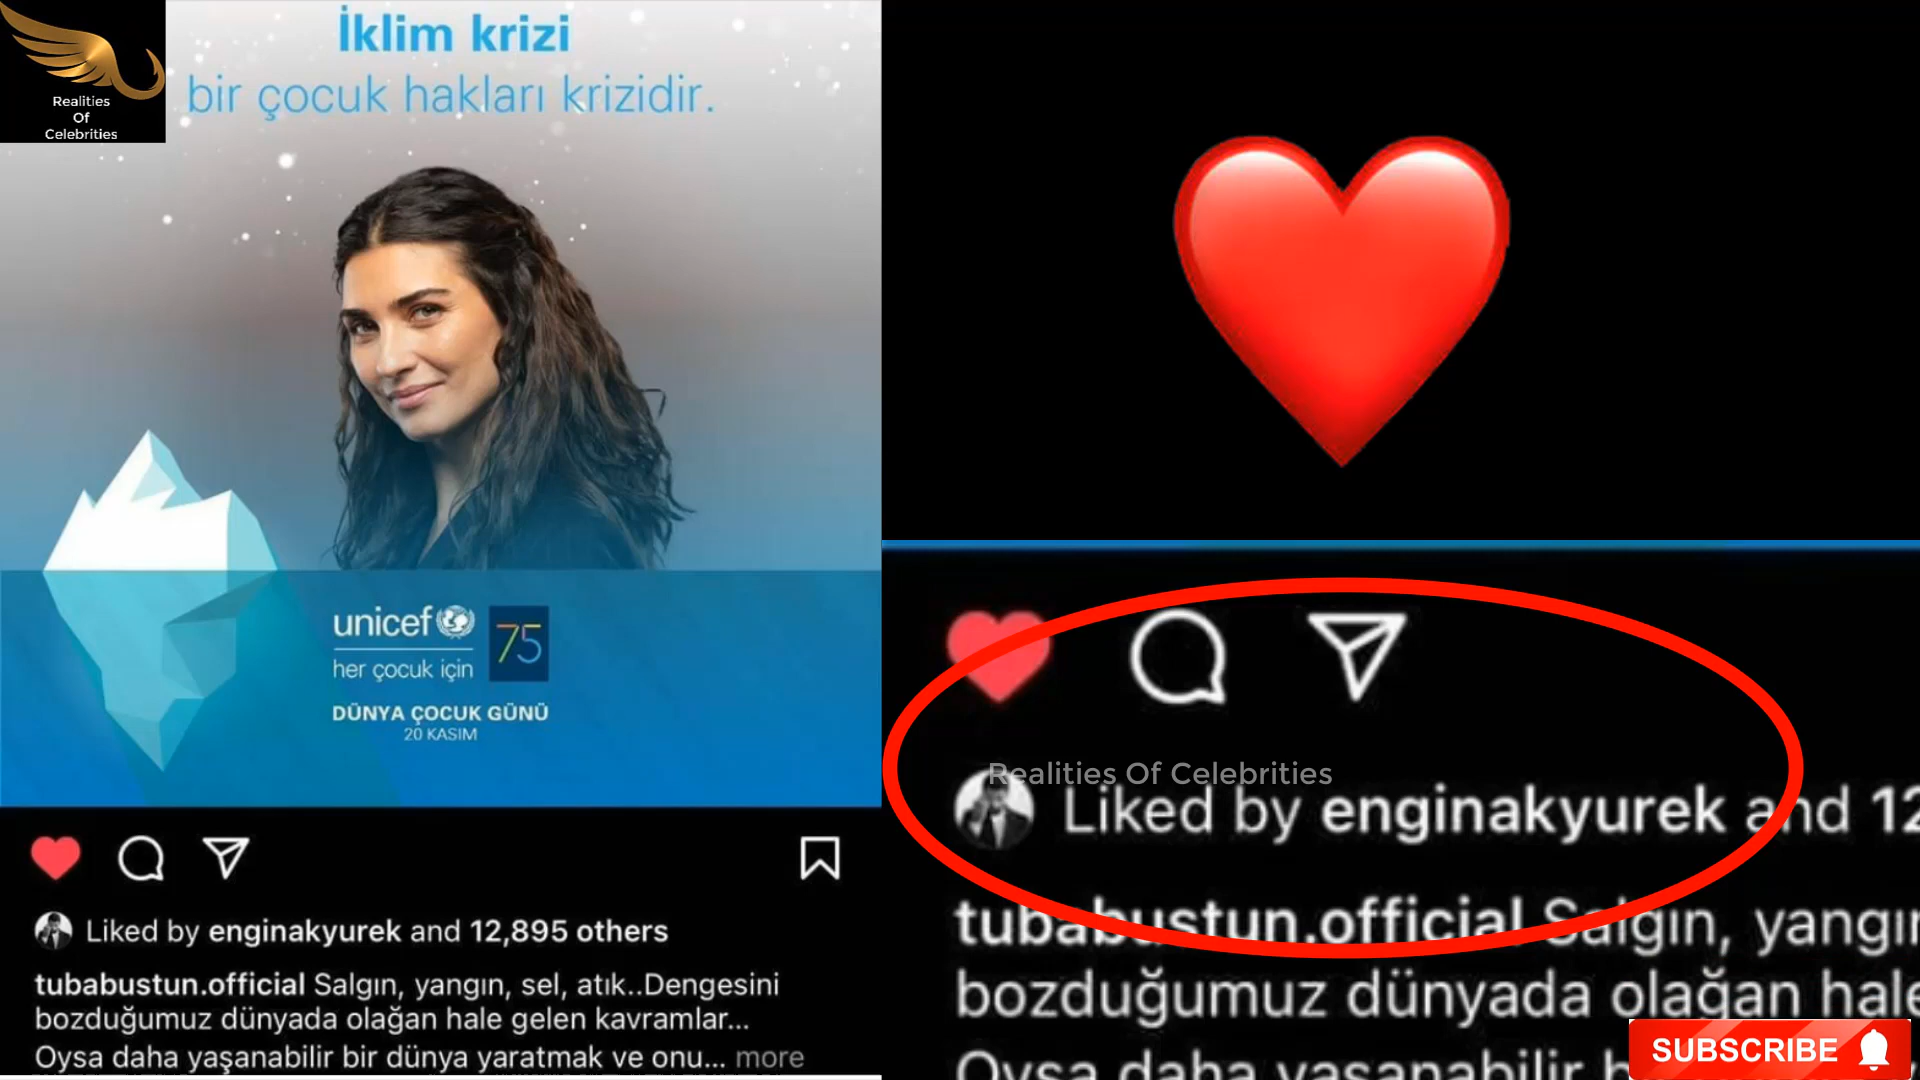 Realities
Of
Celebrities
İklim krizi
bir çocuk hakları krizidir.
unicef
her çocuk için
75
DÜNYA ÇOCUK GÜNÜ
20 KASIM
Liked by enginakyurek and 12,895 others
tubabustun.official Salgın, yangın, sel, atık..Dengesini
bozduğumuz dünyada olağan hale gelen kavramlar...
Oysa daha yaşanabilir bir dünya yaratmak ve onu... more
Realities Of Celebrities
Liked by enginakyurek and 12
tubabustun.official Salgın, yangın
bozduğumuz dünyada olağan hale
Oysa daha yaşanabilir b
SUBSCRIBE